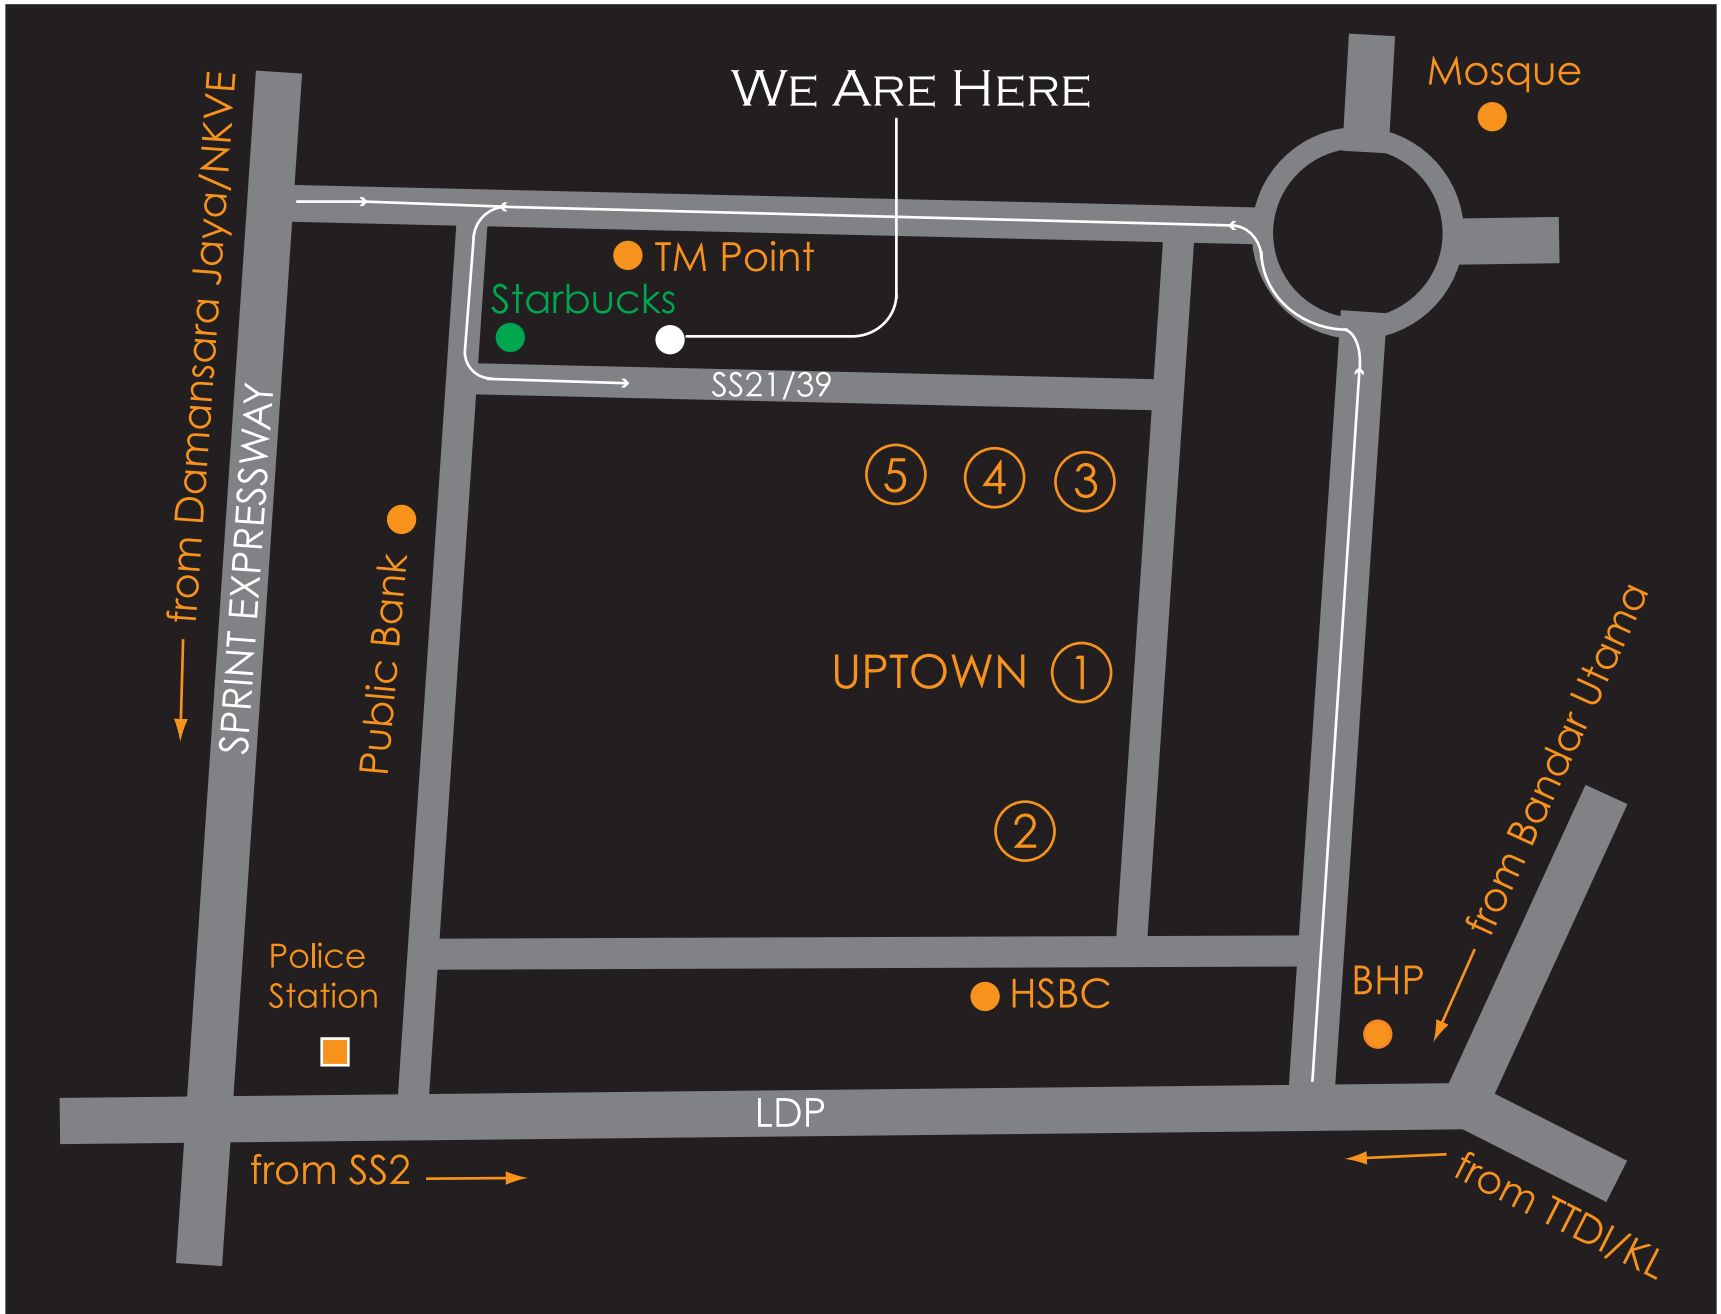 WE ARE HERE
Mosque
from Damansara Jaya/NKVE
SPRINT EXPRESSWAY
TM Point
Starbucks
SS21/39
5
4
3
Public Bank
UPTOWN
1
2
from Bandar Utama
Police
Station
HSBC
BHP
LDP
from SS2
from TTDI/KL